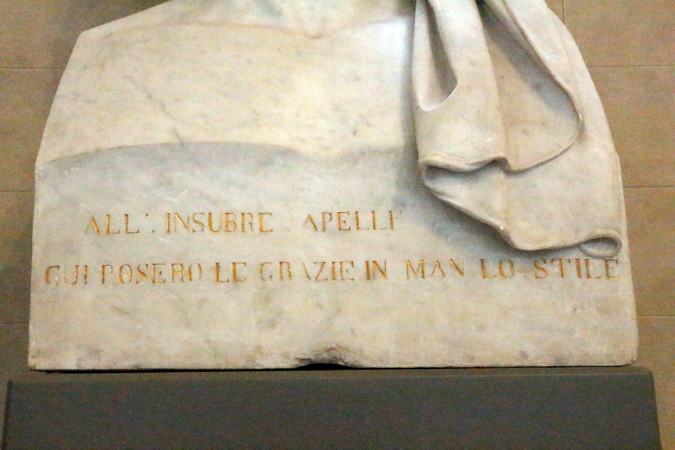 ALL' INSUBRE APELLE
CUI POSERO LE GRAZIE IN MAN LO STILE